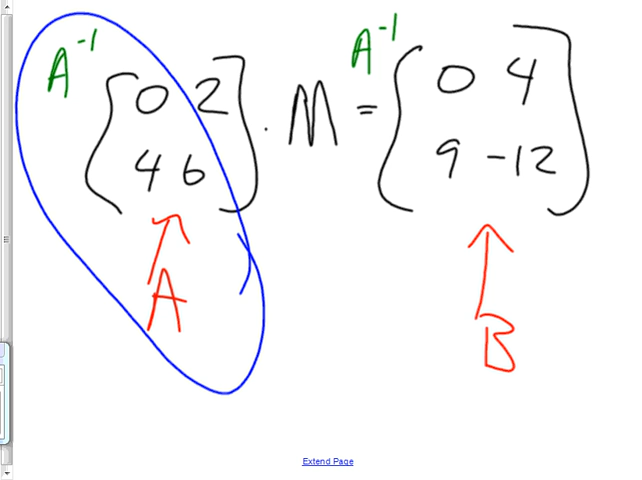 A⁻¹ [0 2] · M = A⁻¹ [0 4]
[4 6] [9 -12]
A B
Extend Page